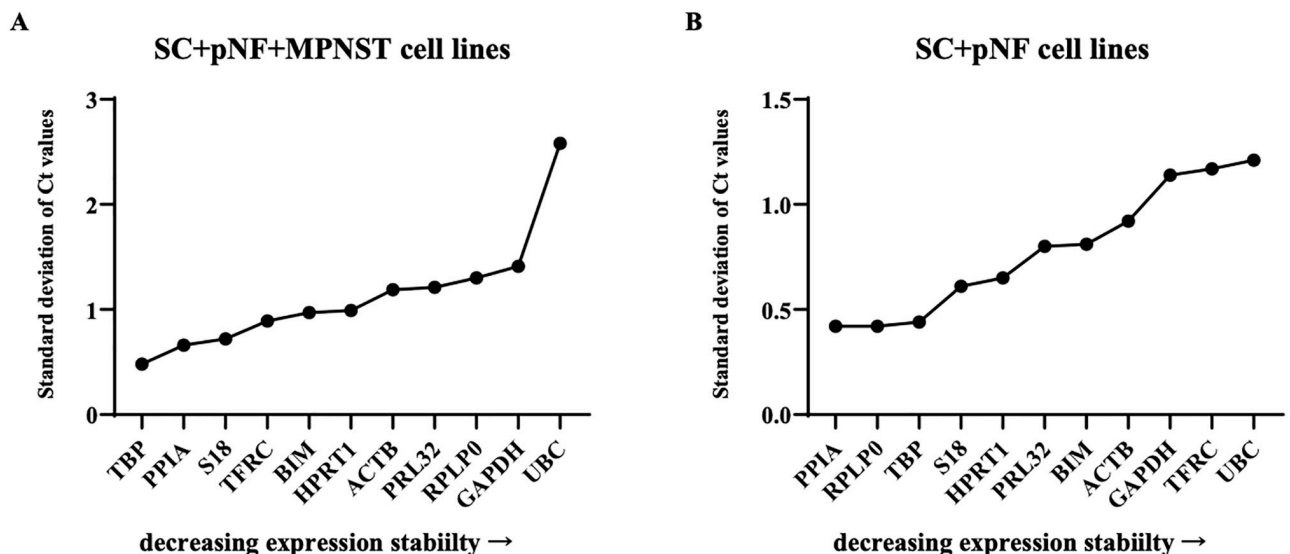 A
SC+pNF+MPNST cell lines
Standard deviation of Ct values
3
2
1
0
TBP
PPIA
S18
TFRC
BIM
HPRT1
ACTB
PRL32
RPLP0
GAPDH
UBC
decreasing expression stabiilty →
B
SC+pNF cell lines
Standard deviation of Ct values
1.5
1.0
0.5
0.0
PPIA
RPLP0
TBP
S18
HPRT1
PRL32
BIM
ACTB
GAPDH
TFRC
UBC
decreasing expression stabiilty →